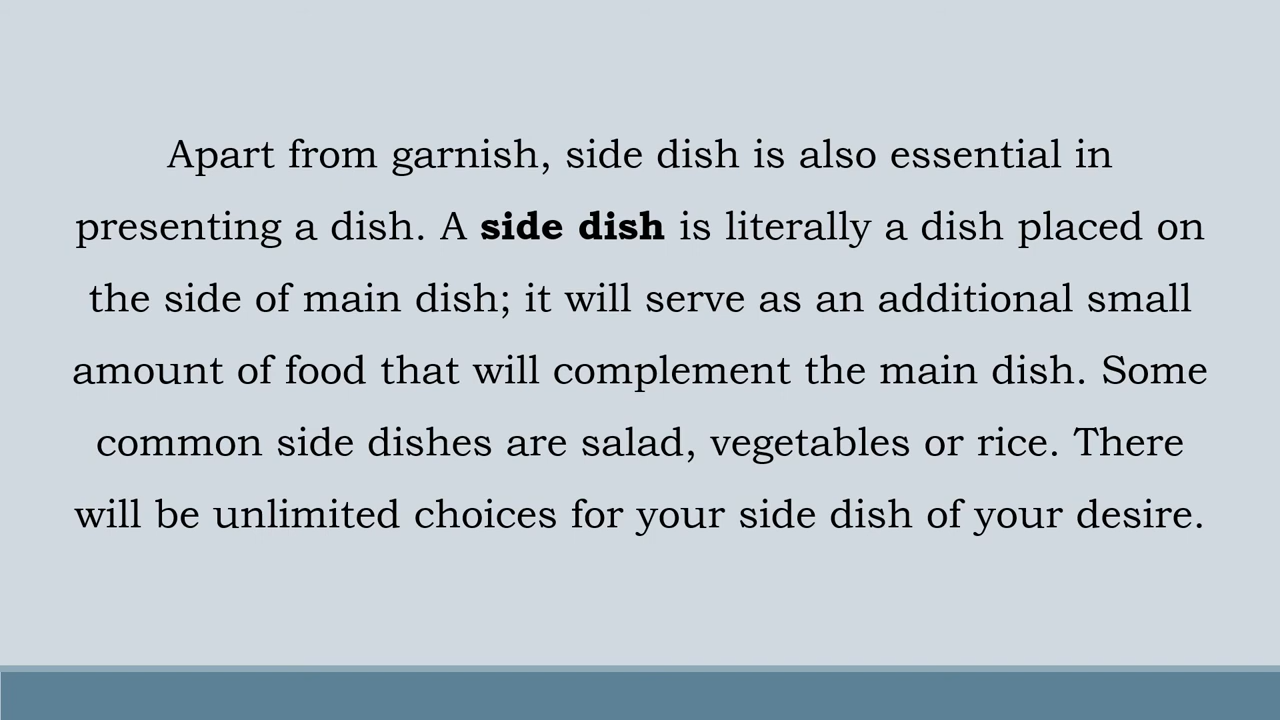 Apart from garnish, side dish is also essential in
presenting a dish. A side dish is literally a dish placed on
the side of main dish; it will serve as an additional small
amount of food that will complement the main dish. Some
common side dishes are salad, vegetables or rice. There
will be unlimited choices for your side dish of your desire.